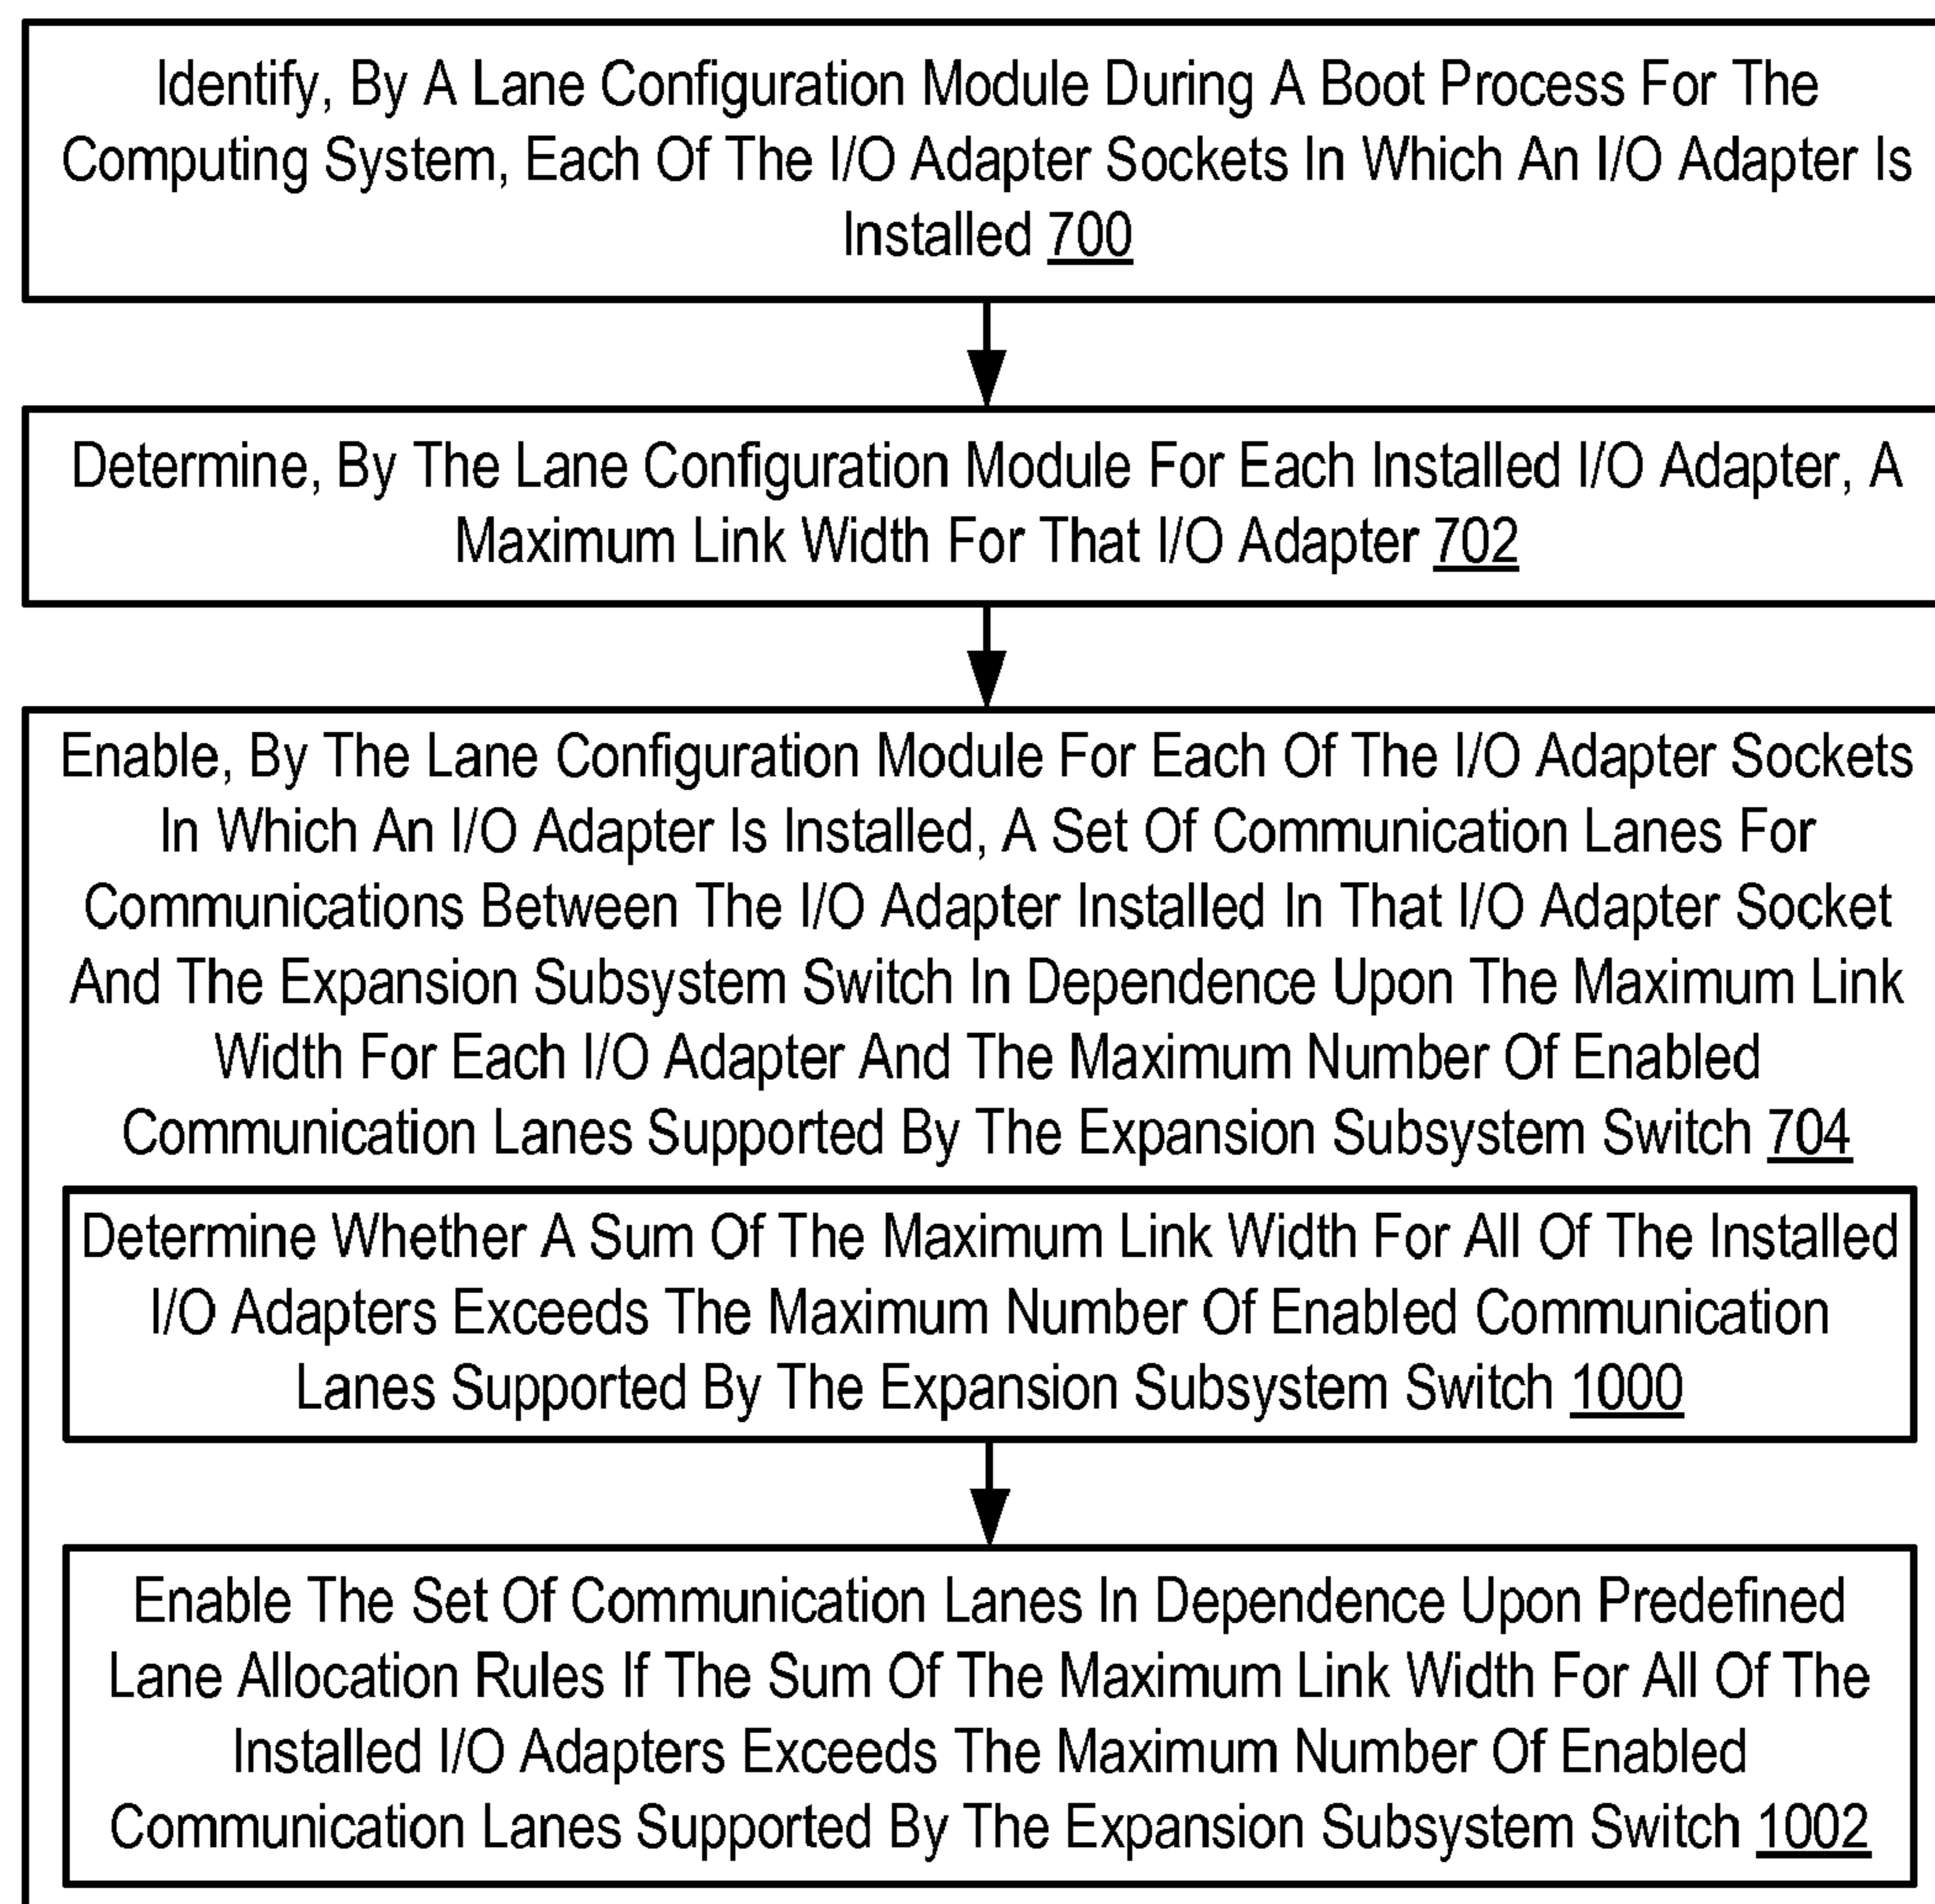 Identify, By A Lane Configuration Module During A Boot Process For The
Computing System, Each Of The I/O Adapter Sockets In Which An I/O Adapter Is
Installed 700
Determine, By The Lane Configuration Module For Each Installed I/O Adapter, A
Maximum Link Width For That I/O Adapter 702
Enable, By The Lane Configuration Module For Each Of The I/O Adapter Sockets
In Which An I/O Adapter Is Installed, A Set Of Communication Lanes For
Communications Between The I/O Adapter Installed In That I/O Adapter Socket
And The Expansion Subsystem Switch In Dependence Upon The Maximum Link
Width For Each I/O Adapter And The Maximum Number Of Enabled
Communication Lanes Supported By The Expansion Subsystem Switch 704
Determine Whether A Sum Of The Maximum Link Width For All Of The Installed
I/O Adapters Exceeds The Maximum Number Of Enabled Communication
Lanes Supported By The Expansion Subsystem Switch 1000
Enable The Set Of Communication Lanes In Dependence Upon Predefined
Lane Allocation Rules If The Sum Of The Maximum Link Width For All Of The
Installed I/O Adapters Exceeds The Maximum Number Of Enabled
Communication Lanes Supported By The Expansion Subsystem Switch 1002